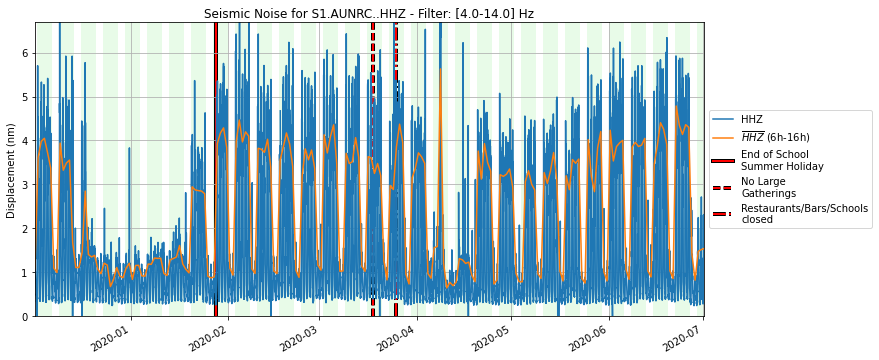 Seismic Noise for S1.AUNRC..HHZ - Filter: [4.0-14.0] Hz
Displacement (nm)
6
5
4
3
2
1
0
2020-01
2020-02
2020-03
2020-04
2020-05
2020-06
2020-07
HHZ
HHZ (6h-16h)
End of School
Summer Holiday
No Large
Gatherings
Restaurants/Bars/Schools
closed